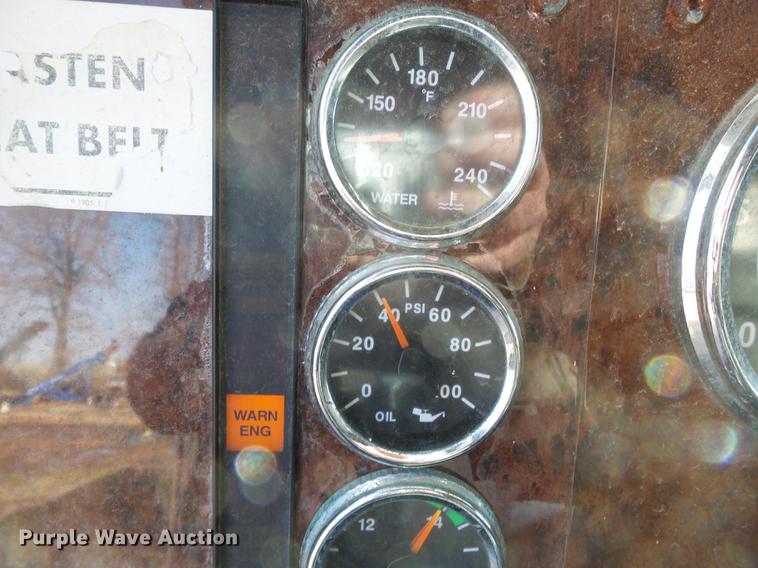 ASTEN
AT BELT
180
°F
150
210
120
240
WATER
PSI
40
60
20
80
0
OIL
WARN
ENG
12
0
Purple Wave Auction